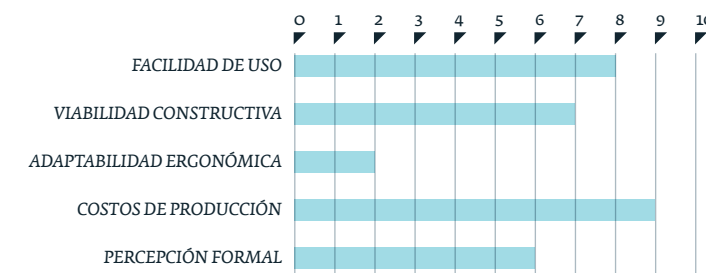 0 1 2 3 4 5 6 7 8 9 10
FACILIDAD DE USO
VIABILIDAD CONSTRUCTIVA
ADAPTABILIDAD ERGONÓMICA
COSTOS DE PRODUCCIÓN
PERCEPCIÓN FORMAL